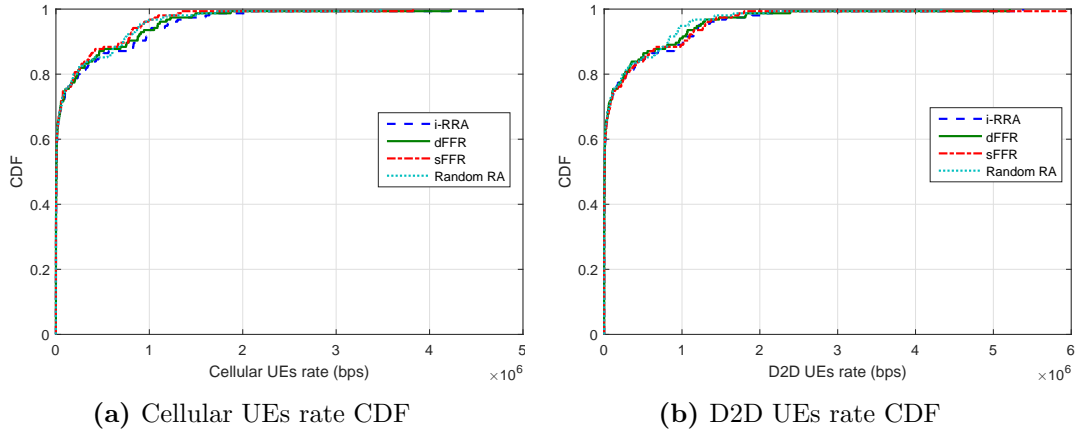 1
0.8
0.6
0.4
0.2
0
CDF
0 1 2 3 4 5
Cellular UEs rate (bps)
×10^6
i-RRA
dFFR
sFFR
Random RA
(a) Cellular UEs rate CDF
1
0.8
0.6
0.4
0.2
0
CDF
0 1 2 3 4 5 6
D2D UEs rate (bps)
×10^6
i-RRA
dFFR
sFFR
Random RA
(b) D2D UEs rate CDF